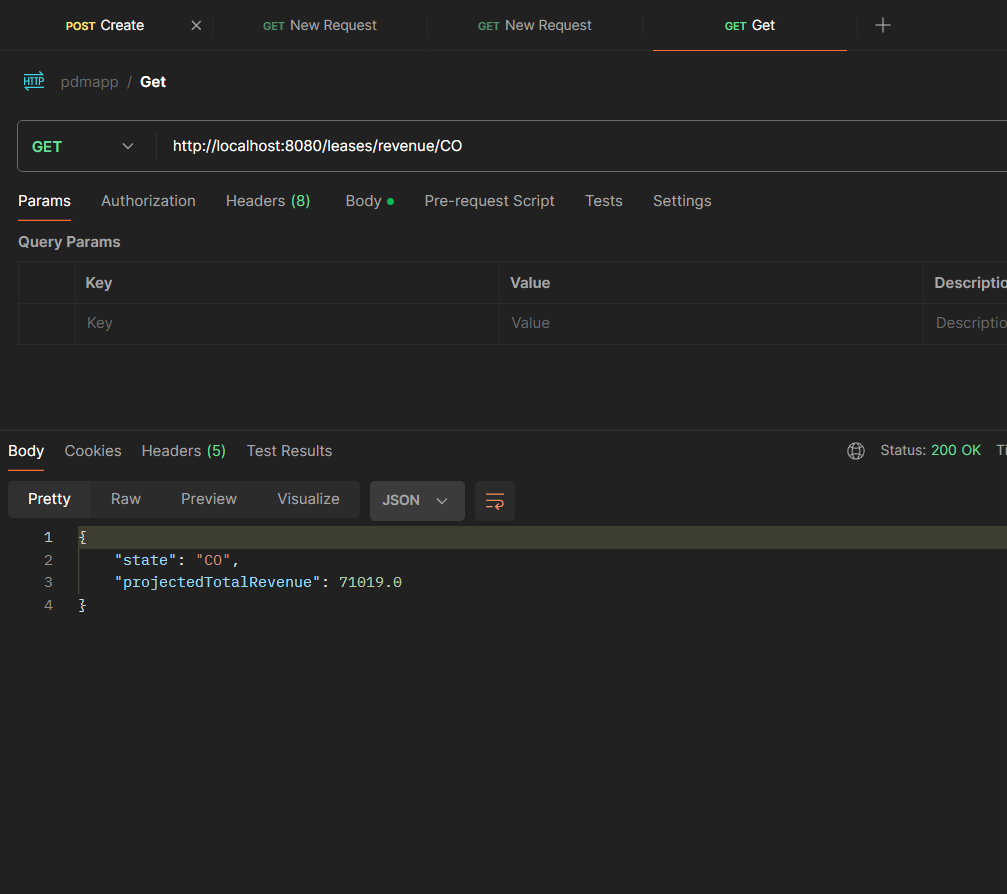 POST Create
GET New Request
GET New Request
GET Get
HTTP pdmapp / Get
GET http://localhost:8080/leases/revenue/CO
Params Authorization Headers (8) Body Pre-request Script Tests Settings
Query Params
Key Value Descriptio
Key Value Descriptio
Body Cookies Headers (5) Test Results Status: 200 OK Ti
Pretty Raw Preview Visualize JSON
1 {
2 "state": "CO",
3 "projectedTotalRevenue": 71019.0
4 }